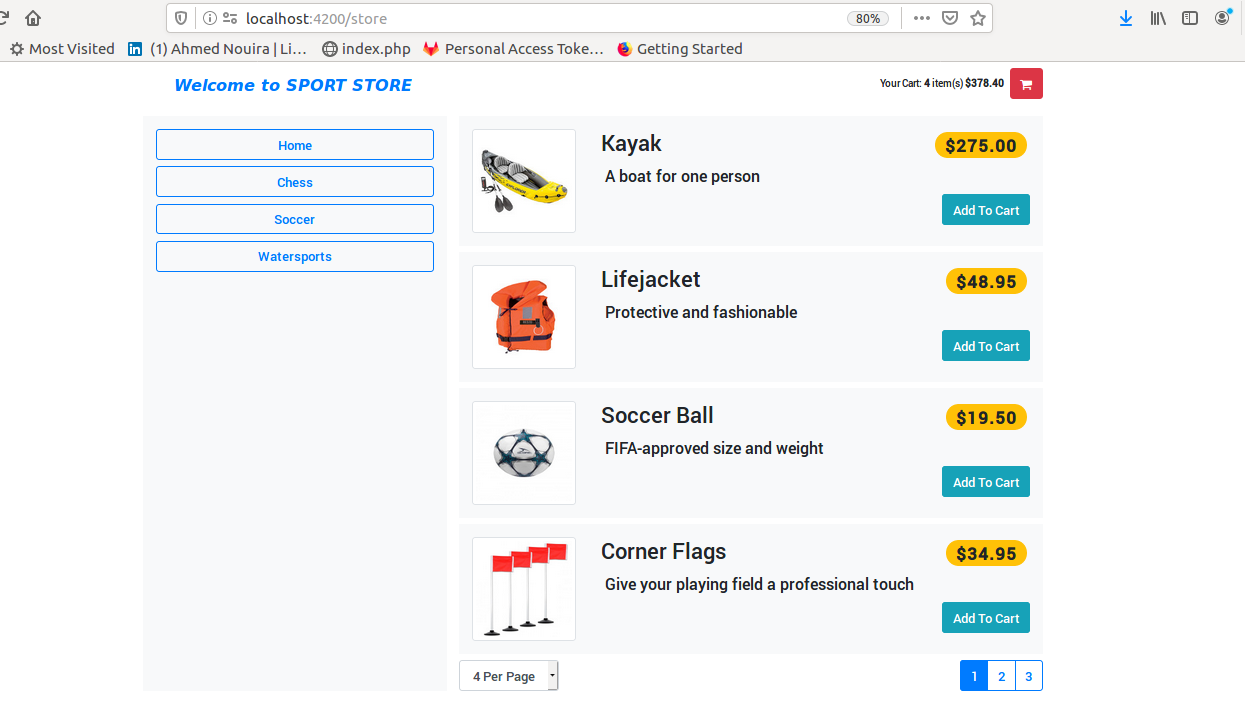 localhost:4200/store
80%
Most Visited
(1) Ahmed Nouira | Li…
index.php
Personal Access Toke…
Getting Started
Welcome to SPORT STORE
Your Cart: 4 item(s) $378.40
Home
Chess
Soccer
Watersports
Kayak
$275.00
A boat for one person
Add To Cart
Lifejacket
$48.95
Protective and fashionable
Add To Cart
Soccer Ball
$19.50
FIFA-approved size and weight
Add To Cart
Corner Flags
$34.95
Give your playing field a professional touch
Add To Cart
4 Per Page
1 2 3